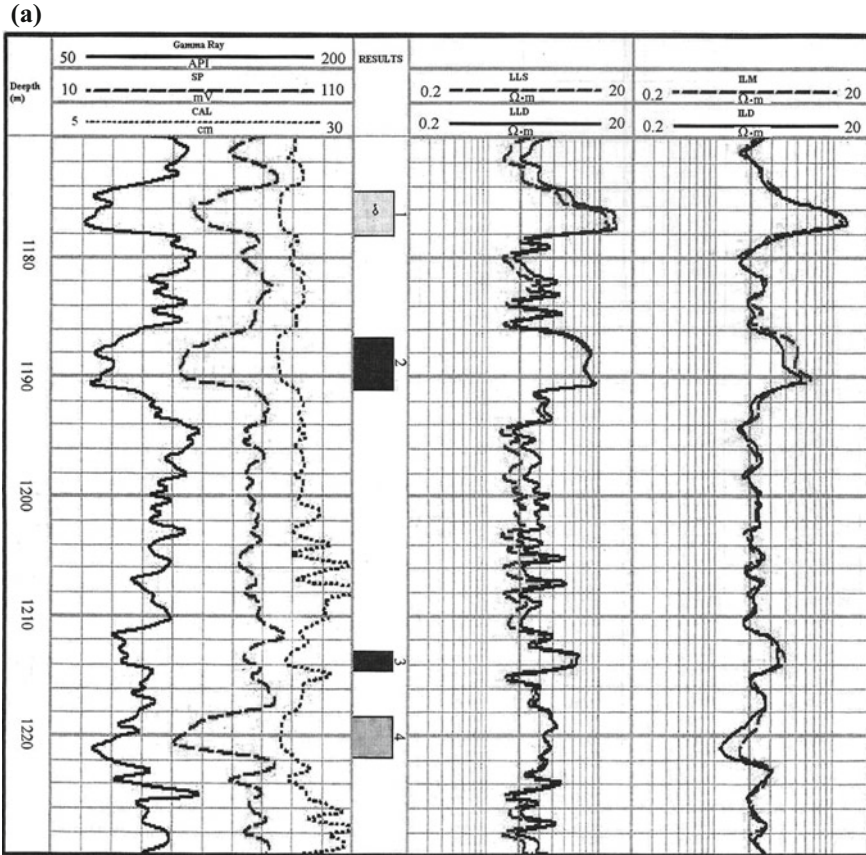 (a)
Gamma Ray
50 200
API
RESULTS
Deepth
(m)
SP
10 110
mV
LLS
0.2 20
Ω·m
ILM
0.2 20
Ω·m
CAL
5 30
cm
LLD
0.2 20
Ω·m
ILD
0.2 20
Ω·m
1
1180
2
1190
1200
1210
3
1220
4